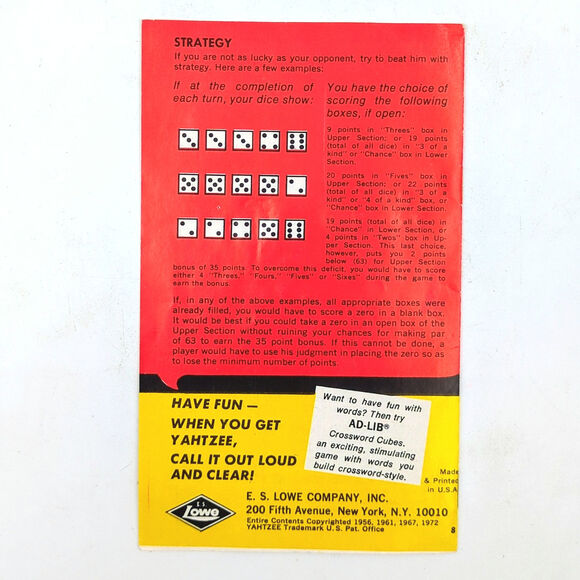 STRATEGY
If you are not as lucky as your opponent, try to beat him with
strategy. Here are a few examples:
If at the completion of
each turn, your dice show:
You have the choice of
scoring the following
boxes, if open:
9 points in "Threes" box in
Upper Section; or 19 points
(total of all dice) in "3 of a
kind" or "Chance" box in Lower
Section.
20 points in "Fives" box in
Upper Section; or 22 points
(total of all dice) in "3 of a
kind" or "4 of a kind" box, or
"Chance" box in Lower Section.
19 points (total of all dice) in
"Chance" in Lower Section, or
4 points in "Twos" box in Up-
per Section. This last choice,
however, puts you 2 points
below (63) for Upper Section
bonus of 35 points. To overcome this deficit, you would have to score
either 4 "Threes," "Fours," "Fives" or "Sixes" during the game to
earn the bonus.
If, in any of the above examples, all appropriate boxes were
already filled, you would have to score a zero in a blank box.
It would be best if you could take a zero in an open box of the
Upper Section without ruining your chances for making par
of 63 to earn the 35 point bonus. If this cannot be done, a
player would have to use his judgment in placing the zero so as
to lose the minimum number of points.
HAVE FUN —
WHEN YOU GET
YAHTZEE,
CALL IT OUT LOUD
AND CLEAR!
Want to have fun with
words? Then try
AD-LIB®
Crossword Cubes,
an exciting, stimulating
game with words you
build crossword-style.
Made
& Printed
in U.S.A
E.S.
Lowe
E. S. LOWE COMPANY, INC.
200 Fifth Avenue, New York, N.Y. 10010
Entire Contents Copyrighted 1956, 1961, 1967, 1972
YAHTZEE Trademark U.S. Pat. Office
8